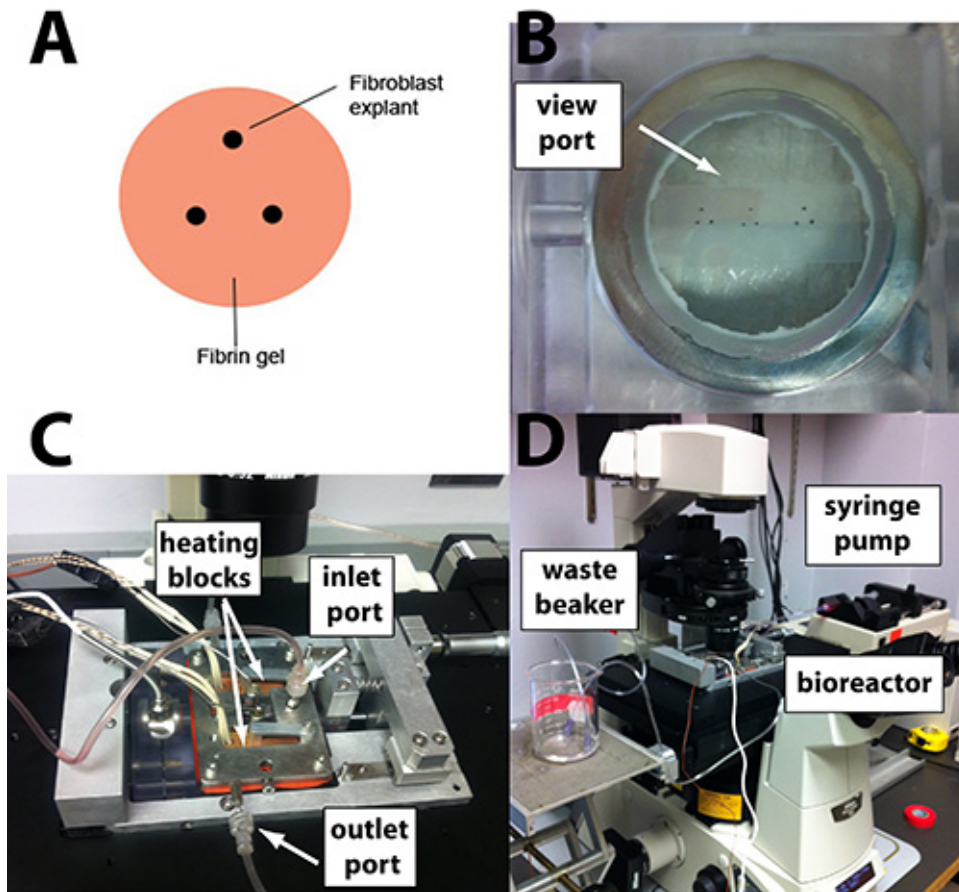 A
Fibroblast
explant
Fibrin gel
B
view
port
C
heating
blocks
inlet
port
outlet
port
D
waste
beaker
syringe
pump
bioreactor